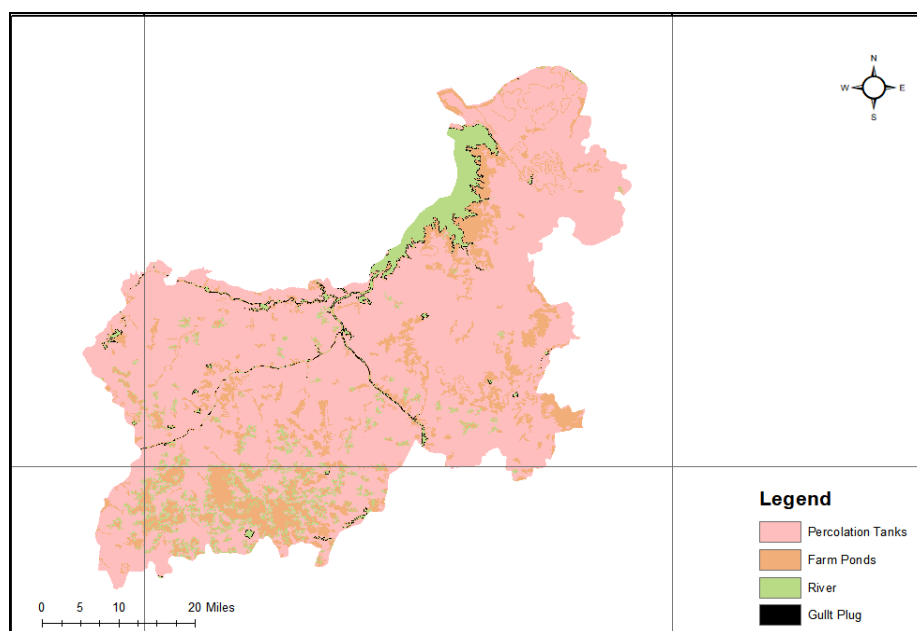 N
W E
S
Legend
Percolation Tanks
Farm Ponds
River
Gullt Plug
0 5 10 20 Miles